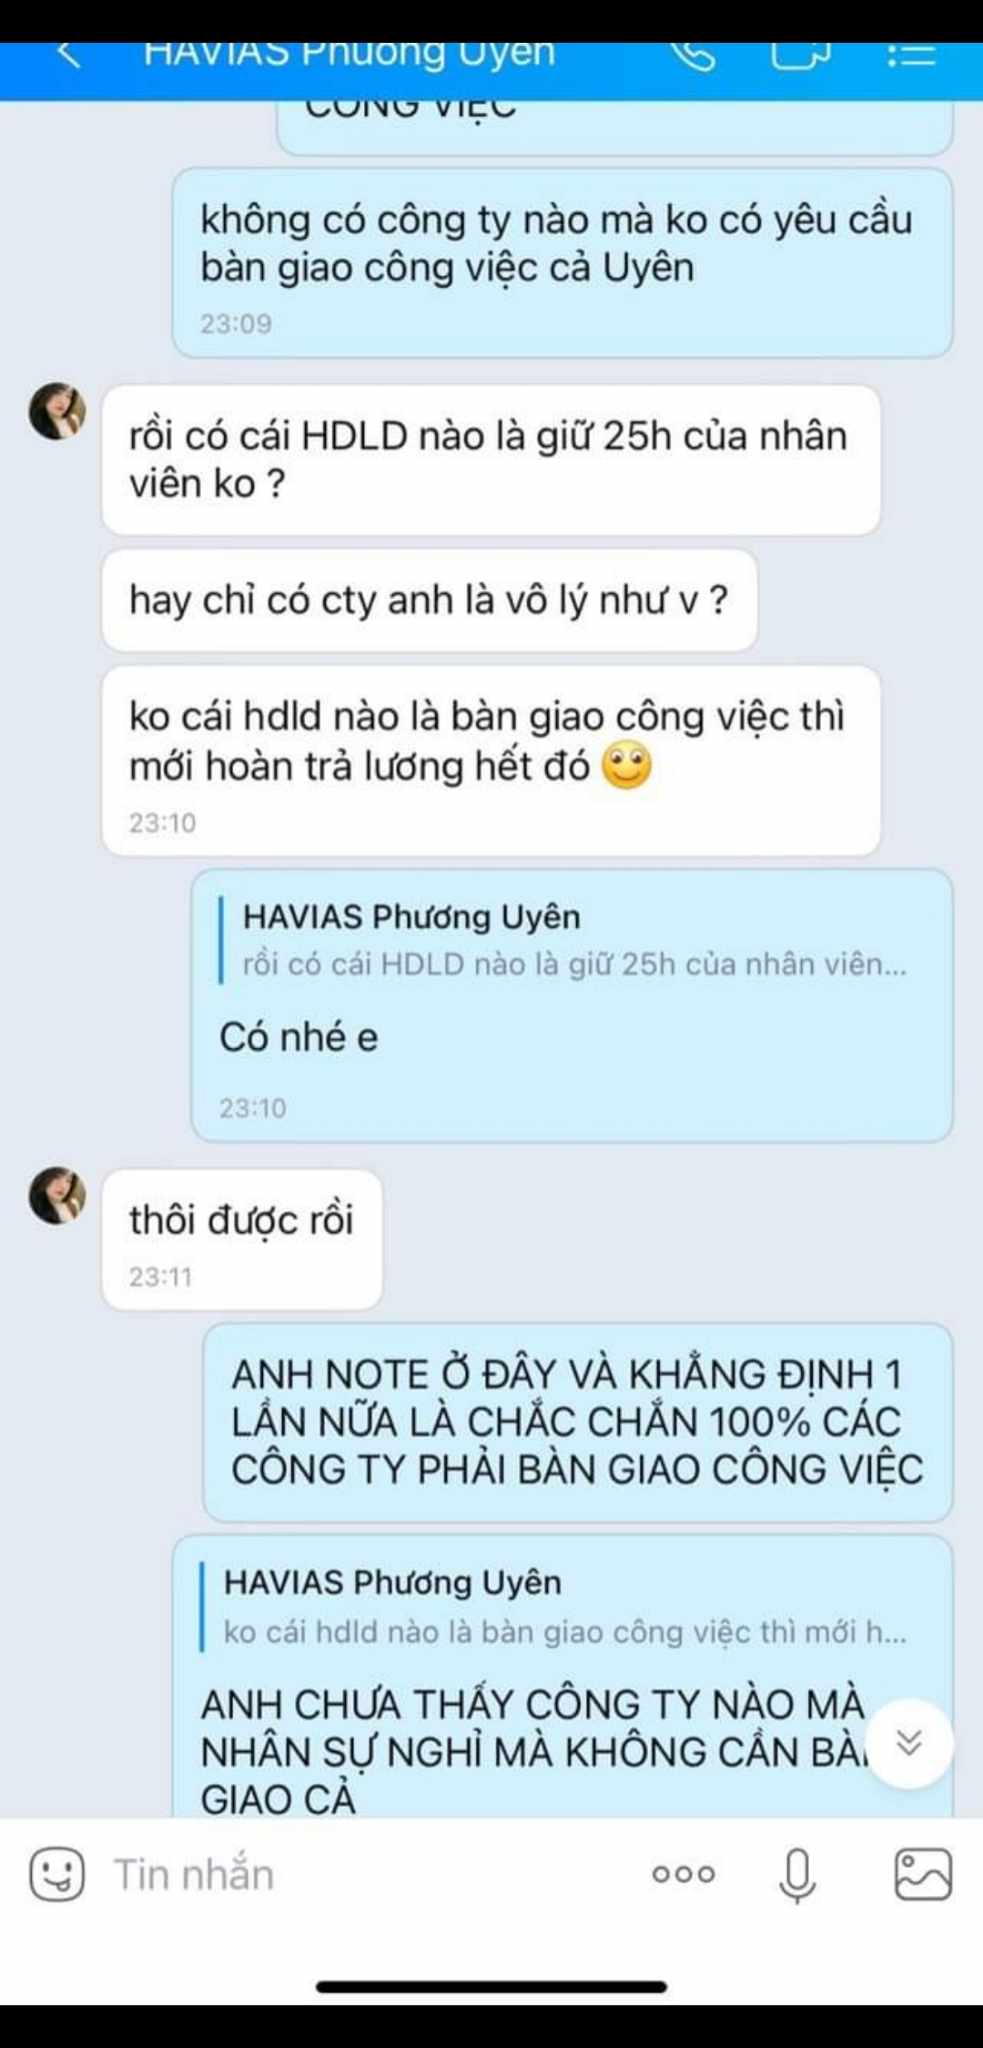 HAVIAS Phương Uyên
CÔNG VIỆC
không có công ty nào mà ko có yêu cầu
bàn giao công việc cả Uyên
23:09
rồi có cái HDLD nào là giữ 25h của nhân
viên ko ?
hay chỉ có cty anh là vô lý như v ?
ko cái hdld nào là bàn giao công việc thì
mới hoàn trả lương hết đó
23:10
HAVIAS Phương Uyên
rồi có cái HDLD nào là giữ 25h của nhân viên...
Có nhé e
23:10
thôi được rồi
23:11
ANH NOTE Ở ĐÂY VÀ KHẲNG ĐỊNH 1
LẦN NỮA LÀ CHẮC CHẮN 100% CÁC
CÔNG TY PHẢI BÀN GIAO CÔNG VIỆC
HAVIAS Phương Uyên
ko cái hdld nào là bàn giao công việc thì mới h...
ANH CHƯA THẤY CÔNG TY NÀO MÀ
NHÂN SỰ NGHỈ MÀ KHÔNG CẦN
GIAO CẢ
Tin nhắn